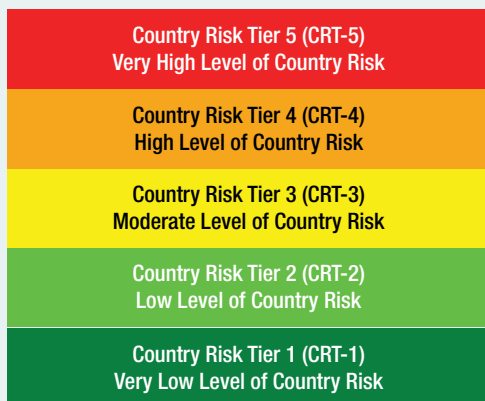 Country Risk Tier 5 (CRT-5)
Very High Level of Country Risk
Country Risk Tier 4 (CRT-4)
High Level of Country Risk
Country Risk Tier 3 (CRT-3)
Moderate Level of Country Risk
Country Risk Tier 2 (CRT-2)
Low Level of Country Risk
Country Risk Tier 1 (CRT-1)
Very Low Level of Country Risk